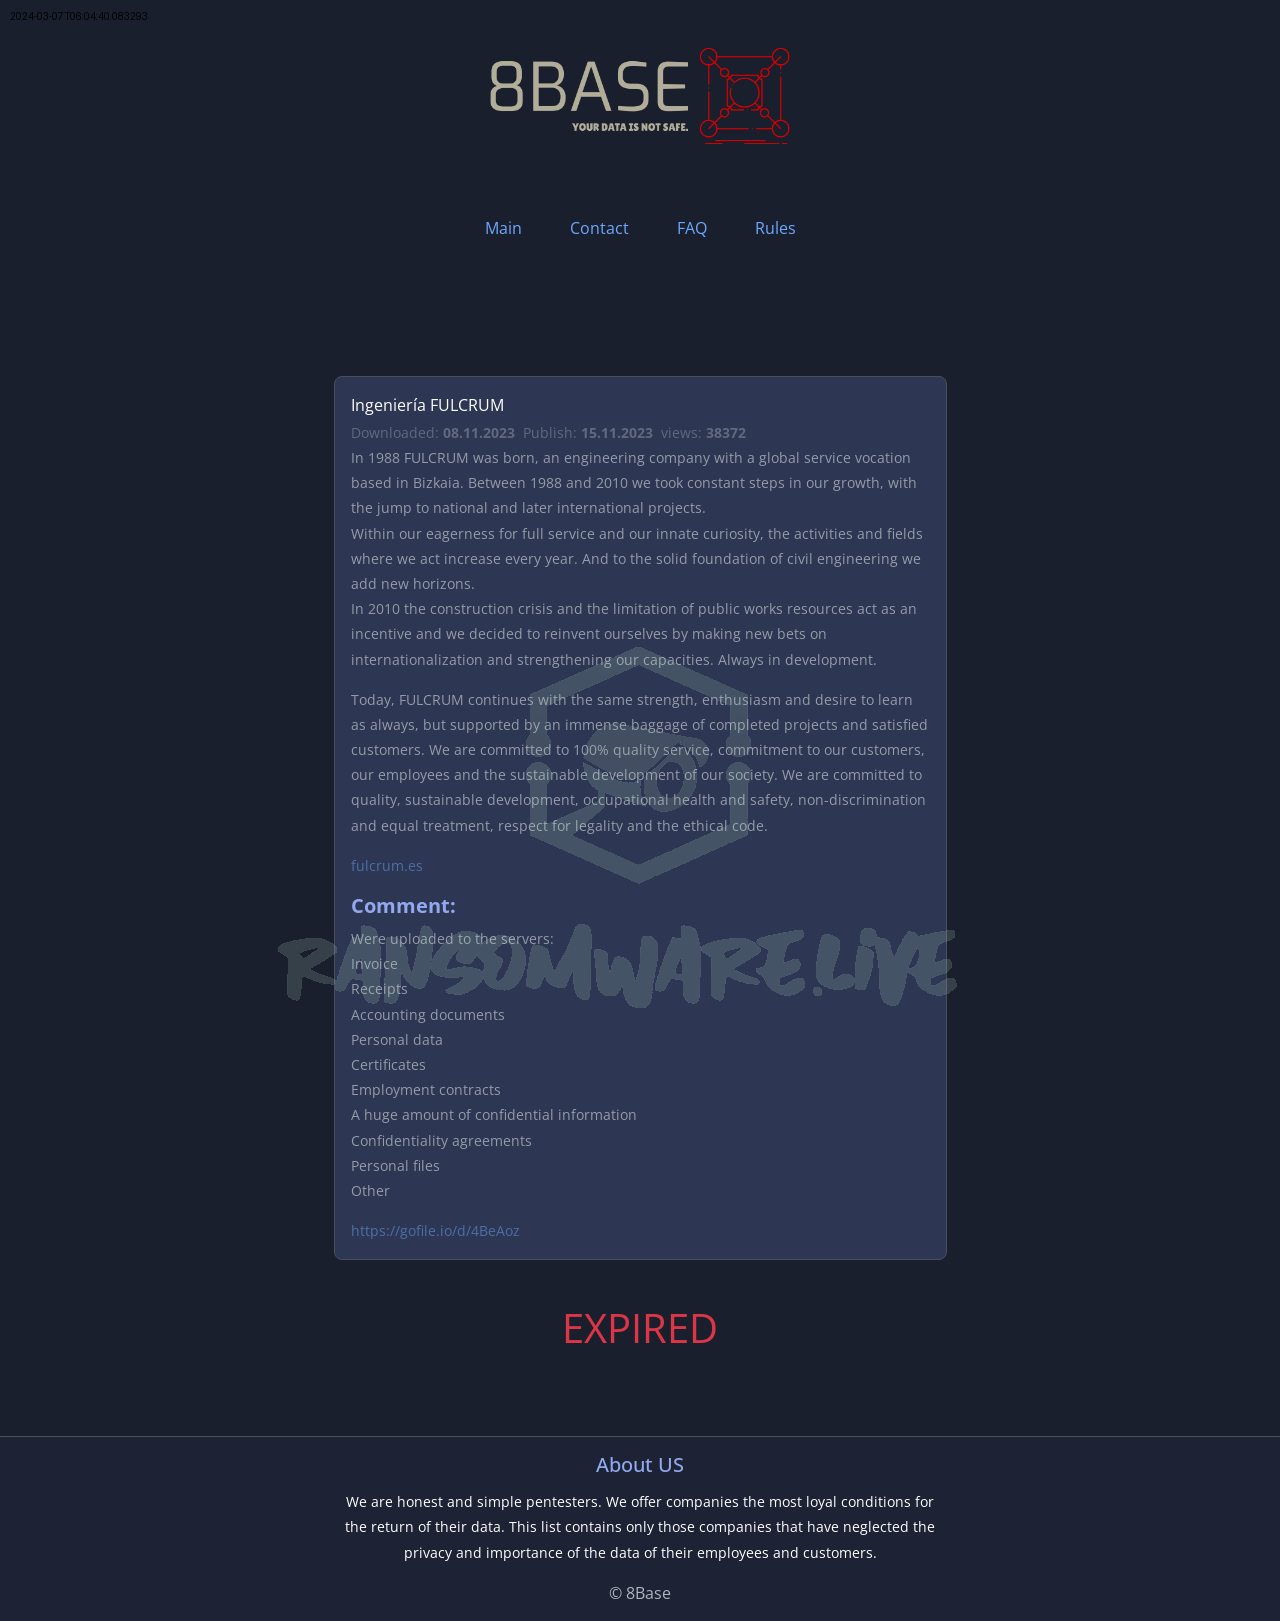 2024-03-07T06:04:40.083293
8BASE
YOUR DATA IS NOT SAFE.
Main Contact FAQ Rules
Ingeniería FULCRUM
Downloaded: 08.11.2023 Publish: 15.11.2023 views: 38372
In 1988 FULCRUM was born, an engineering company with a global service vocation
based in Bizkaia. Between 1988 and 2010 we took constant steps in our growth, with
the jump to national and later international projects.
Within our eagerness for full service and our innate curiosity, the activities and fields
where we act increase every year. And to the solid foundation of civil engineering we
add new horizons.
In 2010 the construction crisis and the limitation of public works resources act as an
incentive and we decided to reinvent ourselves by making new bets on
internationalization and strengthening our capacities. Always in development.
Today, FULCRUM continues with the same strength, enthusiasm and desire to learn
as always, but supported by an immense baggage of completed projects and satisfied
customers. We are committed to 100% quality service, commitment to our customers,
our employees and the sustainable development of our society. We are committed to
quality, sustainable development, occupational health and safety, non-discrimination
and equal treatment, respect for legality and the ethical code.
fulcrum.es
Comment:
Were uploaded to the servers:
RANSOMWARE.LIVE
Invoice
Receipts
Accounting documents
Personal data
Certificates
Employment contracts
A huge amount of confidential information
Confidentiality agreements
Personal files
Other
https://gofile.io/d/4BeAoz
EXPIRED
About US
We are honest and simple pentesters. We offer companies the most loyal conditions for
the return of their data. This list contains only those companies that have neglected the
privacy and importance of the data of their employees and customers.
© 8Base